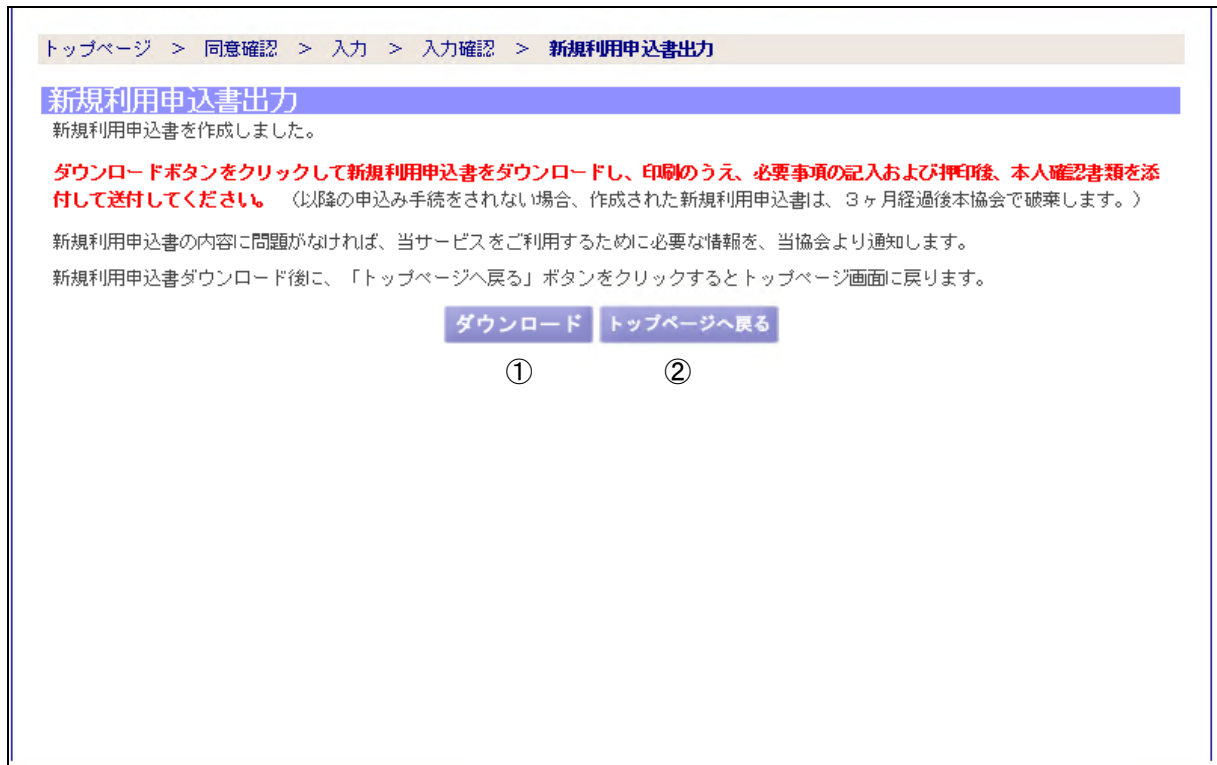 トップページ > 同意確認 > 入力 > 入力確認 > 新規利用申込書出力
新規利用申込書出力
新規利用申込書を作成しました。
ダウンロードボタンをクリックして新規利用申込書をダウンロードし、印刷のうえ、必要事項の記入および押印後、本人確認書類を添
付して送付してください。 （以降の申込み手続をされない場合、作成された新規利用申込書は、３ヶ月経過後本協会で破棄します。）
新規利用申込書の内容に問題がなければ、当サービスをご利用するために必要な情報を、当協会より通知します。
新規利用申込書ダウンロード後に、「トップページへ戻る」ボタンをクリックするとトップページ画面に戻ります。
ダウンロード トップページへ戻る
① ②